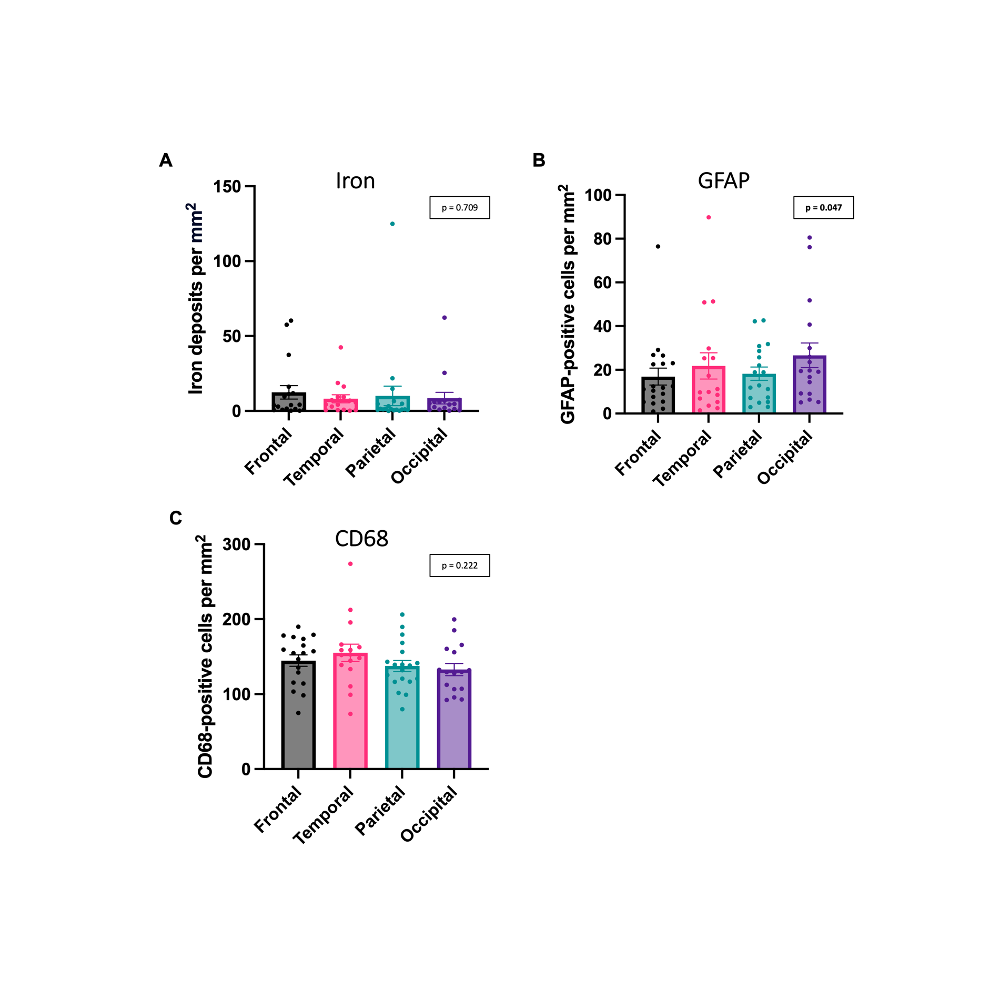 A
Iron
p = 0.709
Iron deposits per mm²
150
100
50
0
Frontal
Temporal
Parietal
Occipital
B
GFAP
p = 0.047
GFAP-positive cells per mm²
100
80
60
40
20
0
Frontal
Temporal
Parietal
Occipital
C
CD68
p = 0.222
CD68-positive cells per mm²
300
200
100
0
Frontal
Temporal
Parietal
Occipital